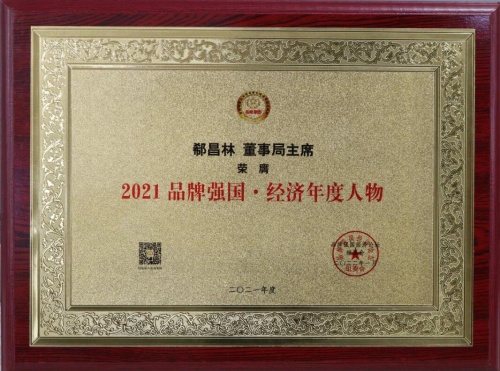 郗昌林 董事局主席
荣膺
2021 品牌强国·经济年度人物
二〇二一年度